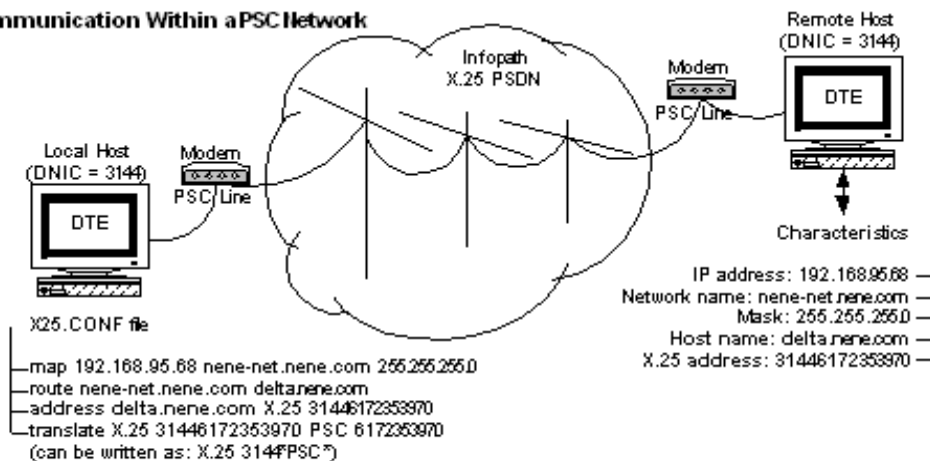 mmunication Within a PSC Network
Remote Host
(DNIC = 3144)
Infopath
X.25 PSDN
Modem
PSC Line
DTE
Local Host
(DNIC = 3144)
Modem
PSC Line
DTE
Characteristics
IP address: 192.168.95.68
Network name: nene-net.nene.com
Mask: 255.255.255.0
Host name: delta.nene.com
X.25 address: 31446172353970
X25.CONF file
map 192.168.95.68 nene-net.nene.com 255.255.255.0
route nene-net.nene.com delta.nene.com
address delta.nene.com X.25 31446172353970
translate X.25 31446172353970 PSC 6172353970
(can be written as: X.25 3144"PSC")